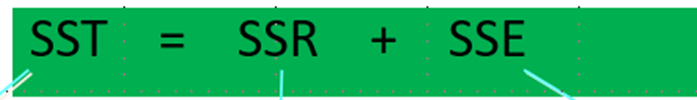 SST = SSR + SSE